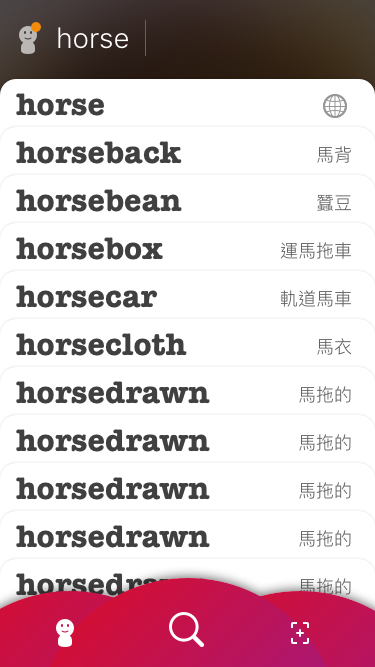 horse
horse
horseback 馬背
horsebean 蠶豆
horsebox 運馬拖車
horsecar 軌道馬車
horsecloth 馬衣
horsedrawn 馬拖的
horsedrawn 馬拖的
horsedrawn 馬拖的
horsedrawn 馬拖的
horsedrawn 馬拖的